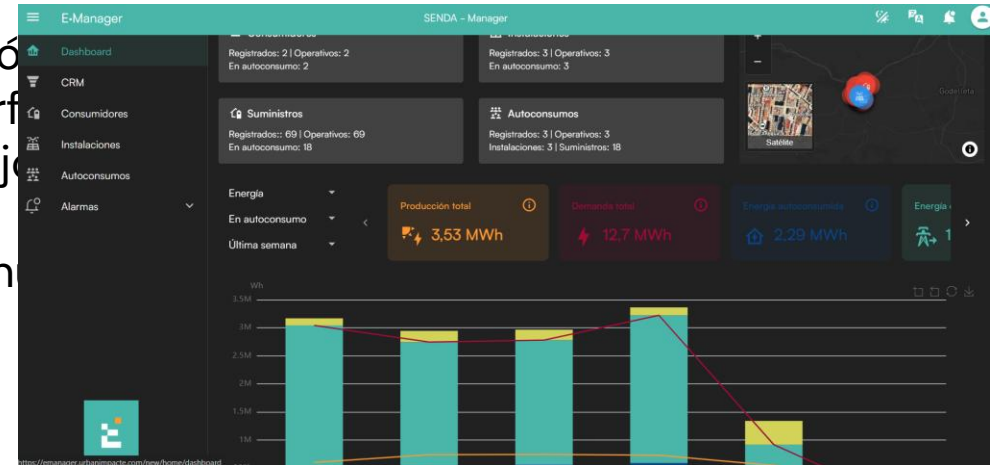 E-Manager
SENDA - Manager
Dashboard
CRM
Consumidores
Instalaciones
Autoconsumos
Alarmas
Registrados: 2 | Operativos: 2
En autoconsumo: 2
Registrados: 3 | Operativos: 3
En autoconsumo: 3
Suministros
Registrados:: 69 | Operativos: 69
En autoconsumo: 18
Autoconsumos
Registrados: 3 | Operativos: 3
Instalaciones: 3 | Suministros: 18
+
-
Satélite
Godelleta
Energía
En autoconsumo
Última semana
Producción total
3,53 MWh
Demanda total
12,7 MWh
Energía autoconsumida
2,29 MWh
Energía
1
Wh
3.5M
3M
2.5M
2M
1.5M
1M
https://emanager.urbanimpacte.com/new/home/dashboard